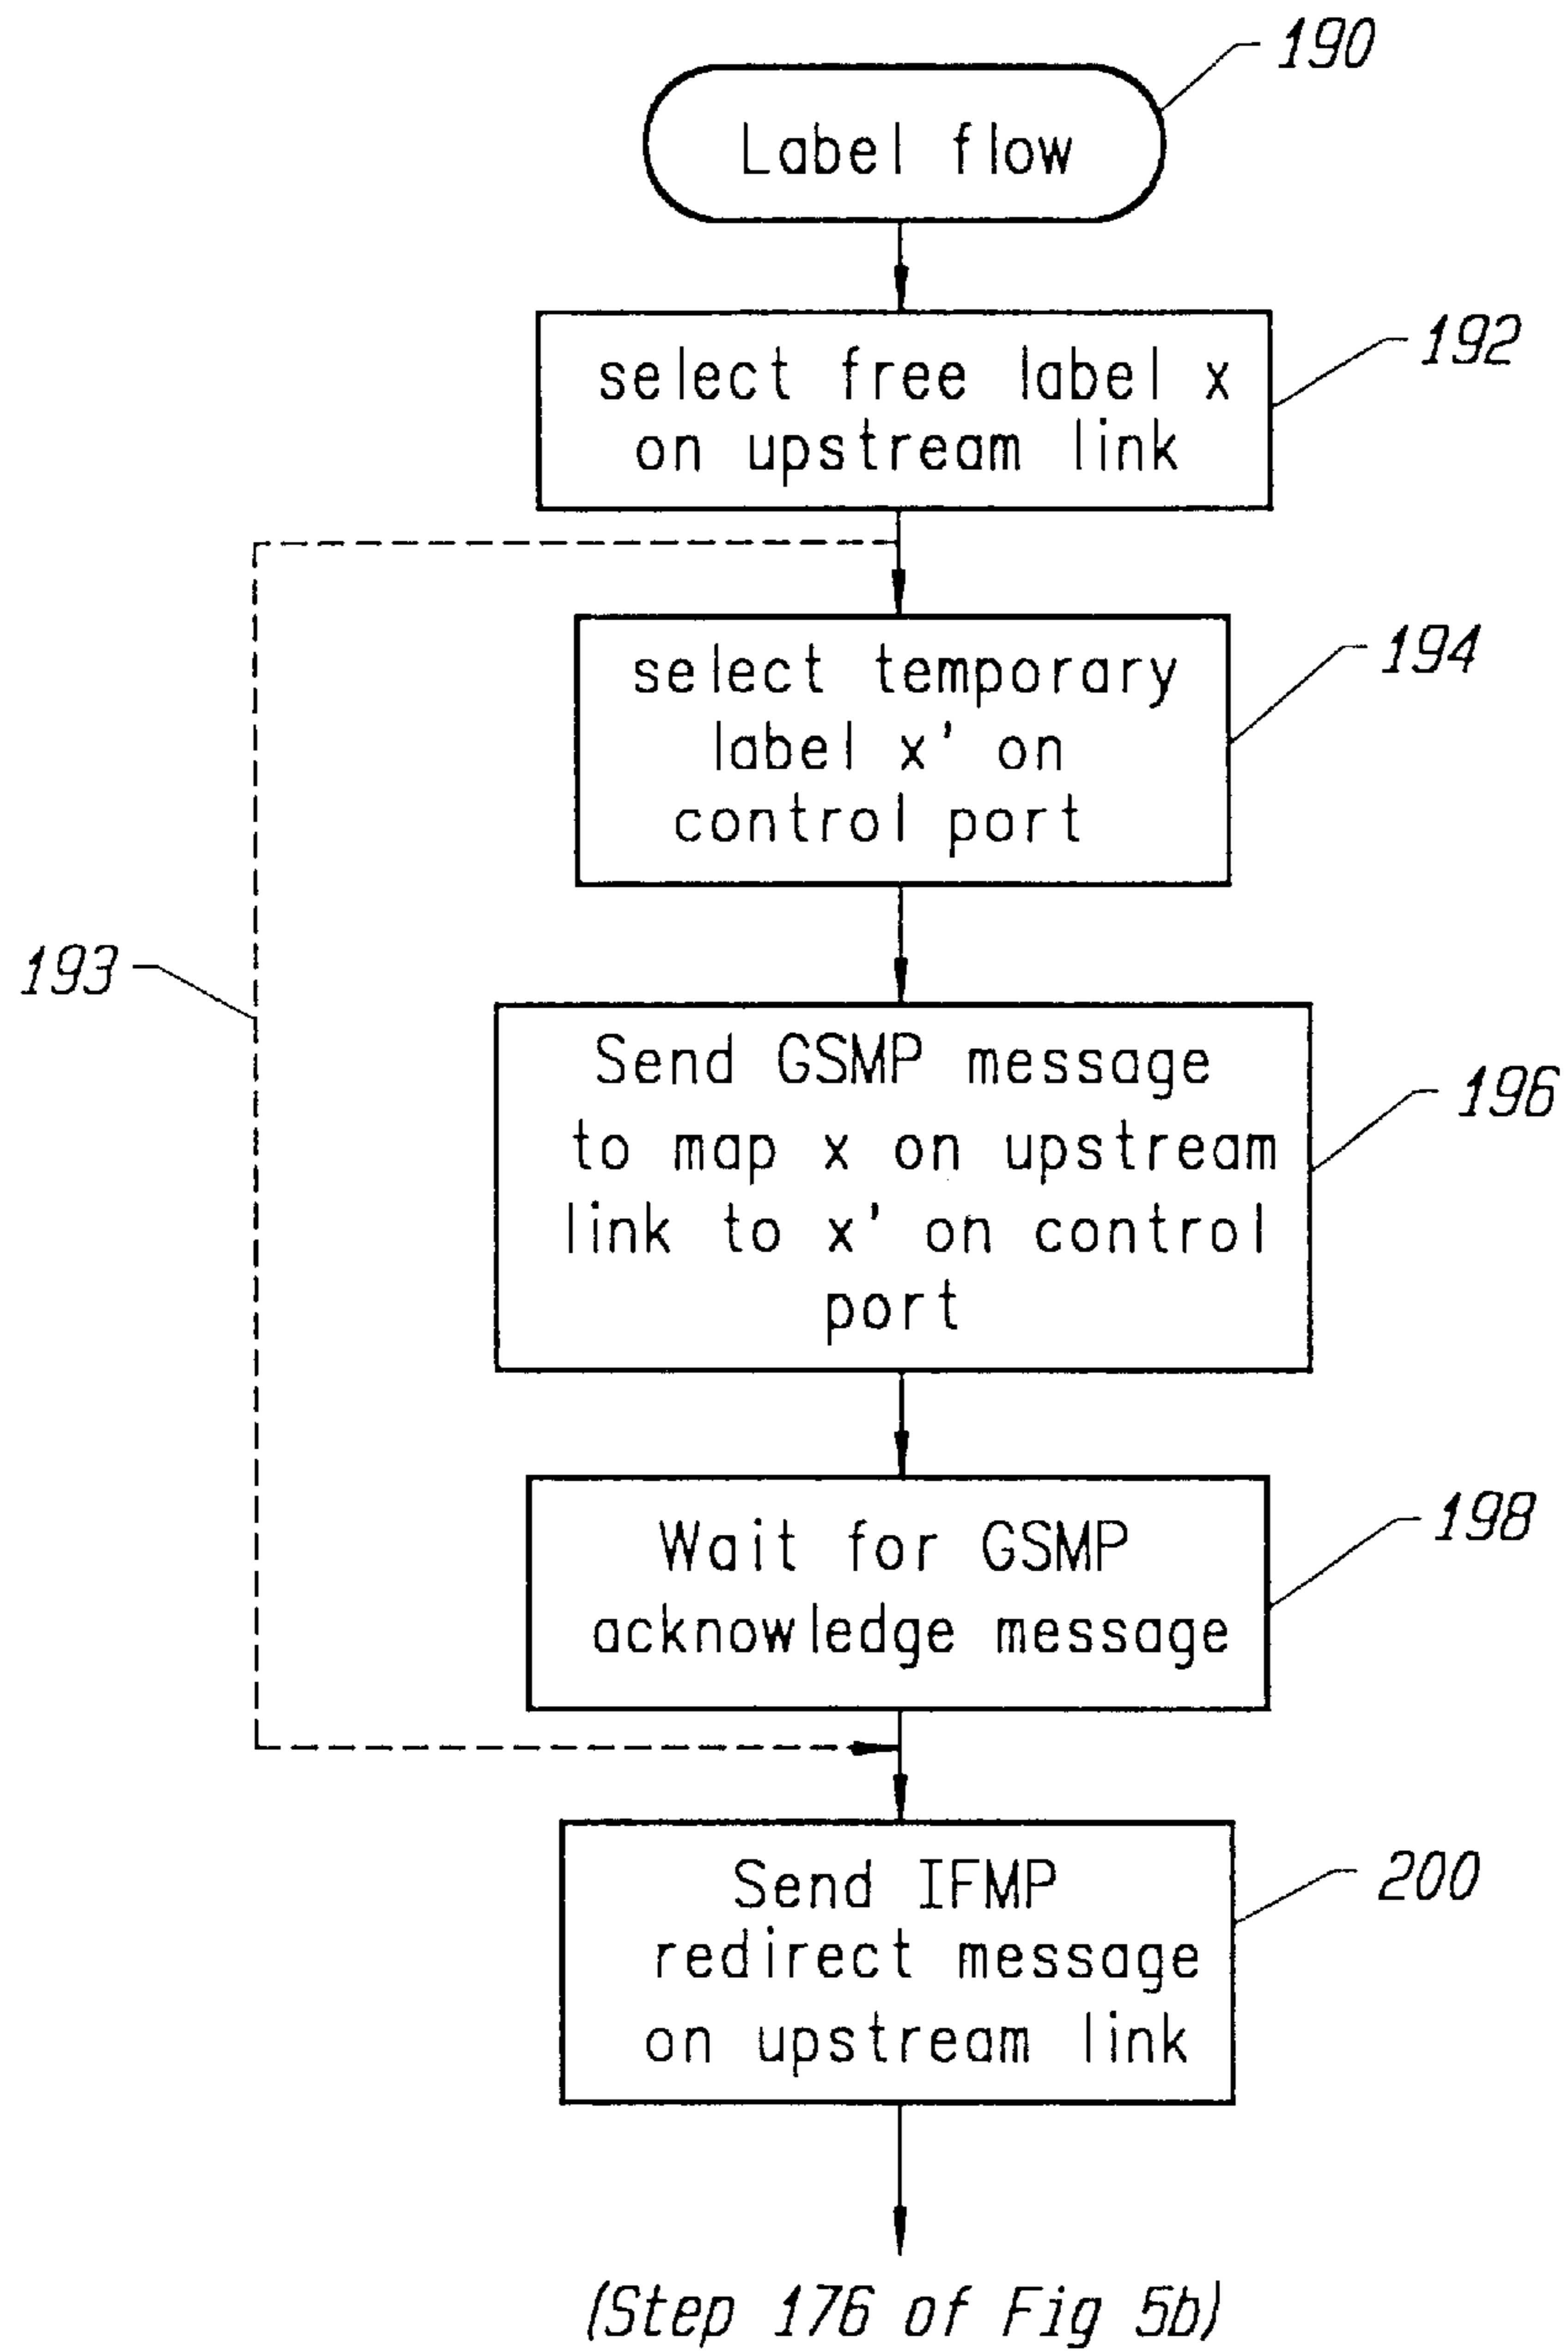 190
Label flow
192
select free label x
on upstream link
194
select temporary
label x' on
control port
193
196
Send GSMP message
to map x on upstream
link to x' on control
port
198
Wait for GSMP
acknowledge message
200
Send IFMP
redirect message
on upstream link
(Step 176 of Fig 5b)